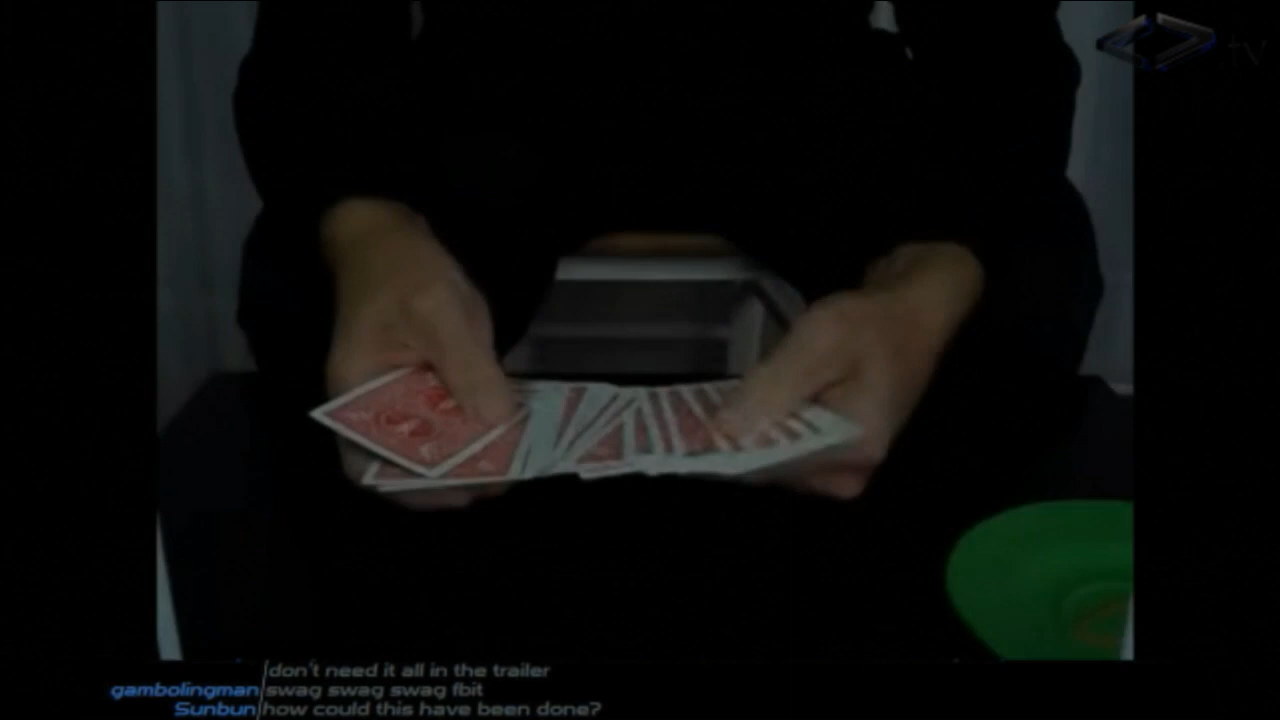 tv
don't need it all in the trailer
gambolingman swag swag swag fbit
Sunbun how could this have been done?